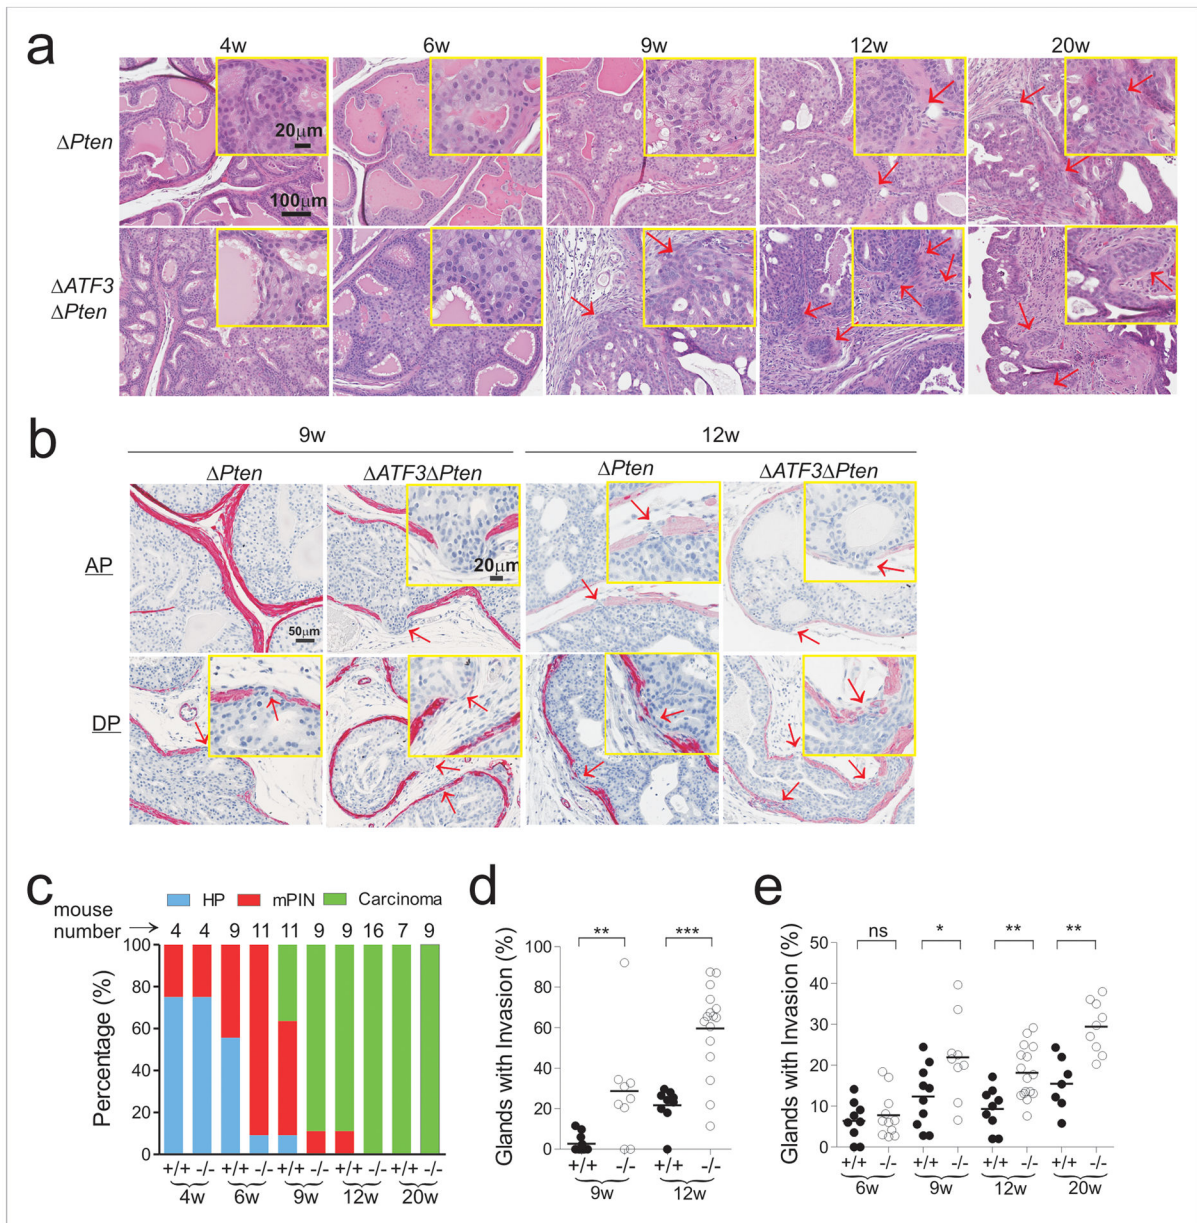 a
4w 6w 9w 12w 20w
ΔPten
20μm
100μm
ΔATF3
ΔPten
b
9w 12w
ΔPten ΔATF3ΔPten ΔPten ΔATF3ΔPten
AP
20μm
50μm
DP
c
HP mPIN Carcinoma
mouse
number
4 4 9 11 11 9 9 16 7 9
Percentage (%)
100
80
60
40
20
0
+/+ -/- +/+ -/- +/+ -/- +/+ -/- +/+ -/-
4w 6w 9w 12w 20w
d
Glands with Invasion (%)
** ***
100
80
60
40
20
0
+/+ -/- +/+ -/-
9w 12w
e
Glands with Invasion (%)
ns * ** **
50
40
30
20
10
0
+/+ -/- +/+ -/- +/+ -/- +/+ -/-
6w 9w 12w 20w